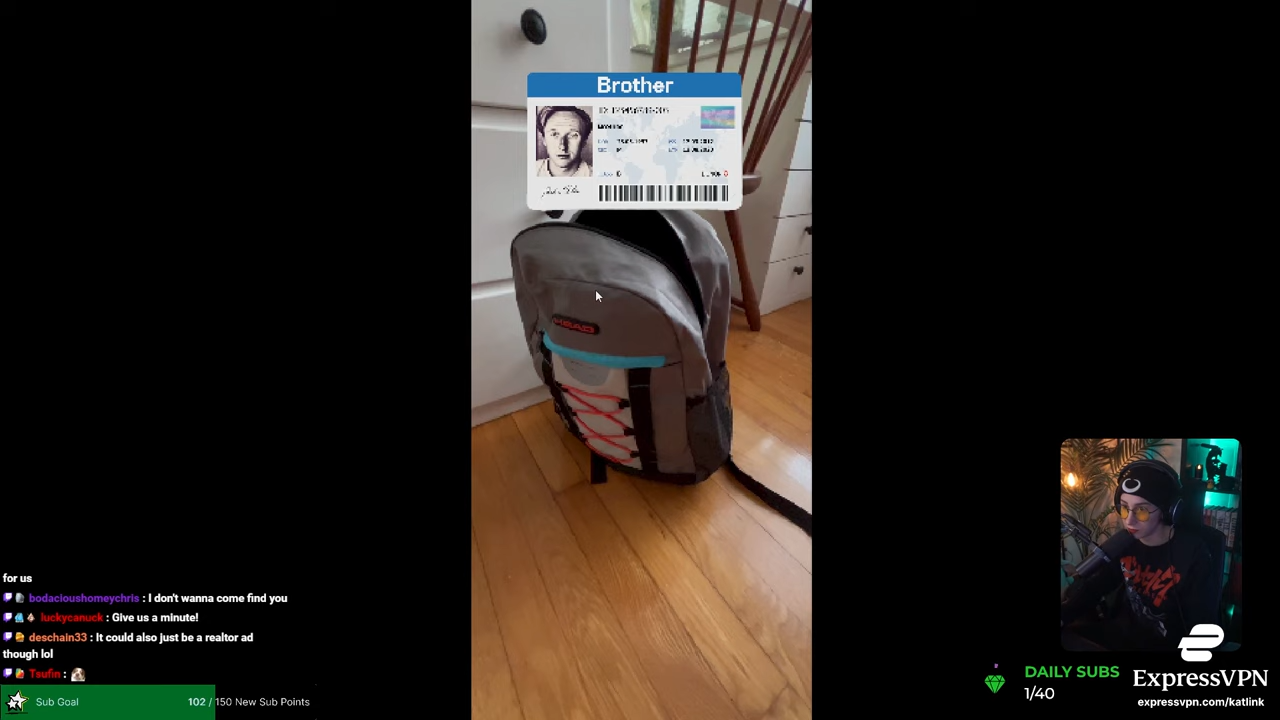 Brother
HEAD
for us
bodacioushomeychris : I don't wanna come find you
luckycanuck : Give us a minute!
deschain33 : It could also just be a realtor ad
though lol
Taufin :
Sub Goal
102 / 150 New Sub Points
DAILY SUBS
1/40
ExpressVPN
expressvpn.com/katlink